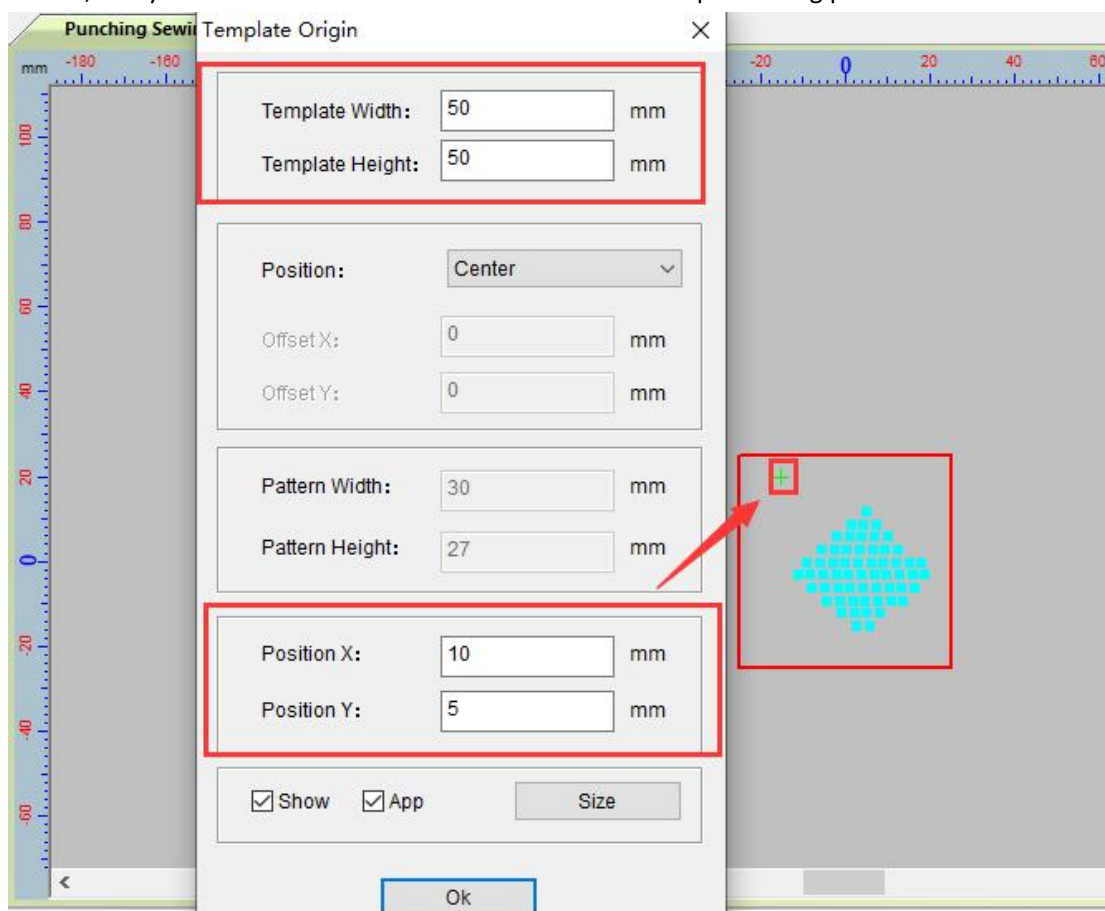 Punching Sewi
Template Origin
mm -180 -160 -20 0 20 40 60
Template Width: 50 mm
Template Height: 50 mm
Position: Center
Offset X: 0 mm
Offset Y: 0 mm
Pattern Width: 30 mm
Pattern Height: 27 mm
Position X: 10 mm
Position Y: 5 mm
Show App Size
Ok
100
80
60
40
20
0
-20
-40
-60